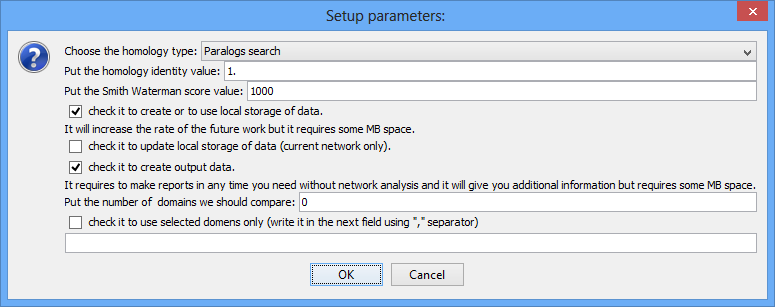 Setup parameters:
Choose the homology type: Paralogs search
Put the homology identity value: 1.
Put the Smith Waterman score value: 1000
check it to create or to use local storage of data.
It will increase the rate of the future work but it requires some MB space.
check it to update local storage of data (current network only).
check it to create output data.
It requires to make reports in any time you need without network analysis and it will give you additional information but requires some MB space.
Put the number of domains we should compare: 0
check it to use selected domens only (write it in the next field using "," separator)
OK Cancel